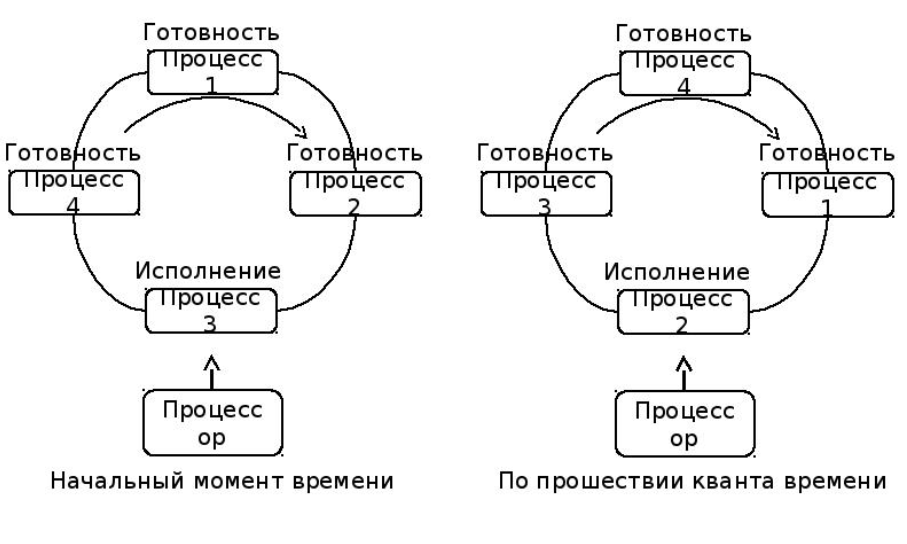 Готовность
Процесс
1
Готовность
Процесс
4
Готовность
Процесс
2
Исполнение
Процесс
3
Процесс
ор
Начальный момент времени
Готовность
Процесс
4
Готовность
Процесс
3
Готовность
Процесс
1
Исполнение
Процесс
2
Процесс
ор
По прошествии кванта времени